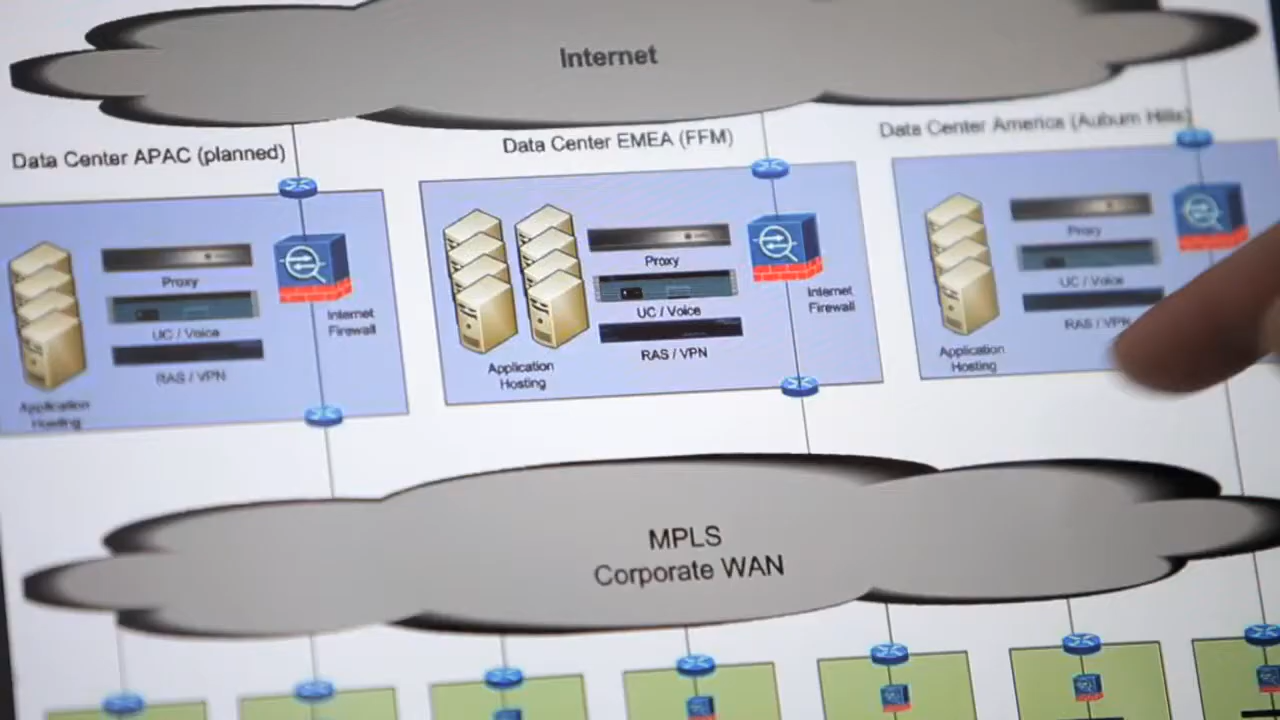 Internet
Data Center APAC (planned)
Data Center EMEA (FFM)
Data Center America (Auburn Hills)
Proxy
UC / Voice
RAS / VPN
Internet
Firewall
Application
Hosting
Proxy
UC / Voice
RAS / VPN
Internet
Firewall
Application
Hosting
Proxy
UC / Voice
RAS / VPN
Application
Hosting
MPLS
Corporate WAN